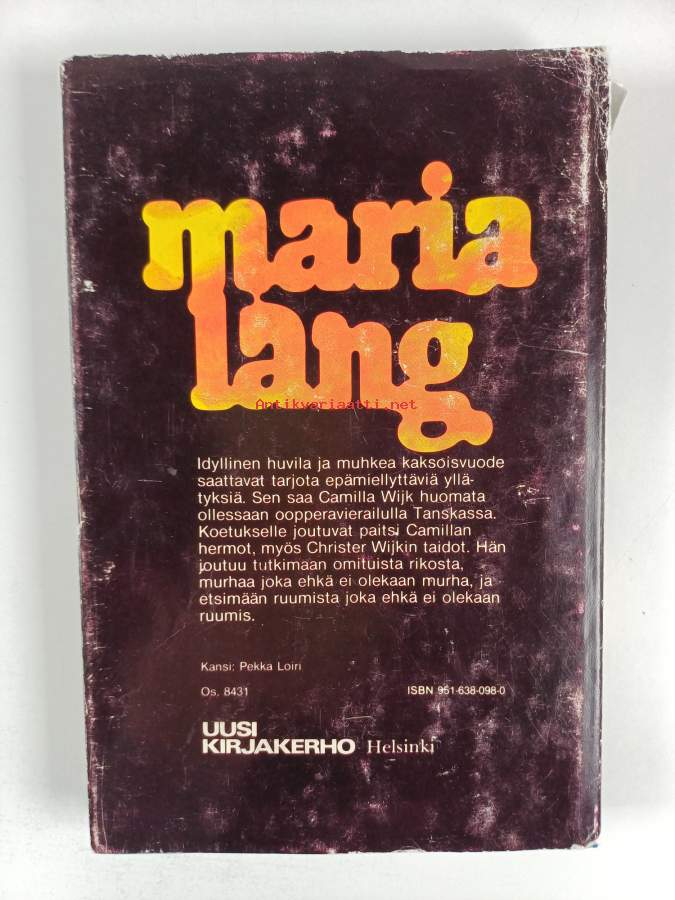 maria
lang
Antikvariaatti.net
Idyllinen huvila ja muhkea kaksoisvuode
saattavat tarjota epämiellyttäviä yllä-
tyksiä. Sen saa Camilla Wijk huomata
ollessaan oopperavierailulla Tanskassa.
Koetukselle joutuvat paitsi Camillan
hermot, myös Christer Wijkin taidot. Hän
joutuu tutkimaan omituista rikosta,
murhaa joka ehkä ei olekaan murha, ja
etsimään ruumista joka ehkä ei olekaan
ruumis.
Kansi: Pekka Loiri
Os. 8431 ISBN 951-638-098-0
UUSI
KIRJAKERHO Helsinki